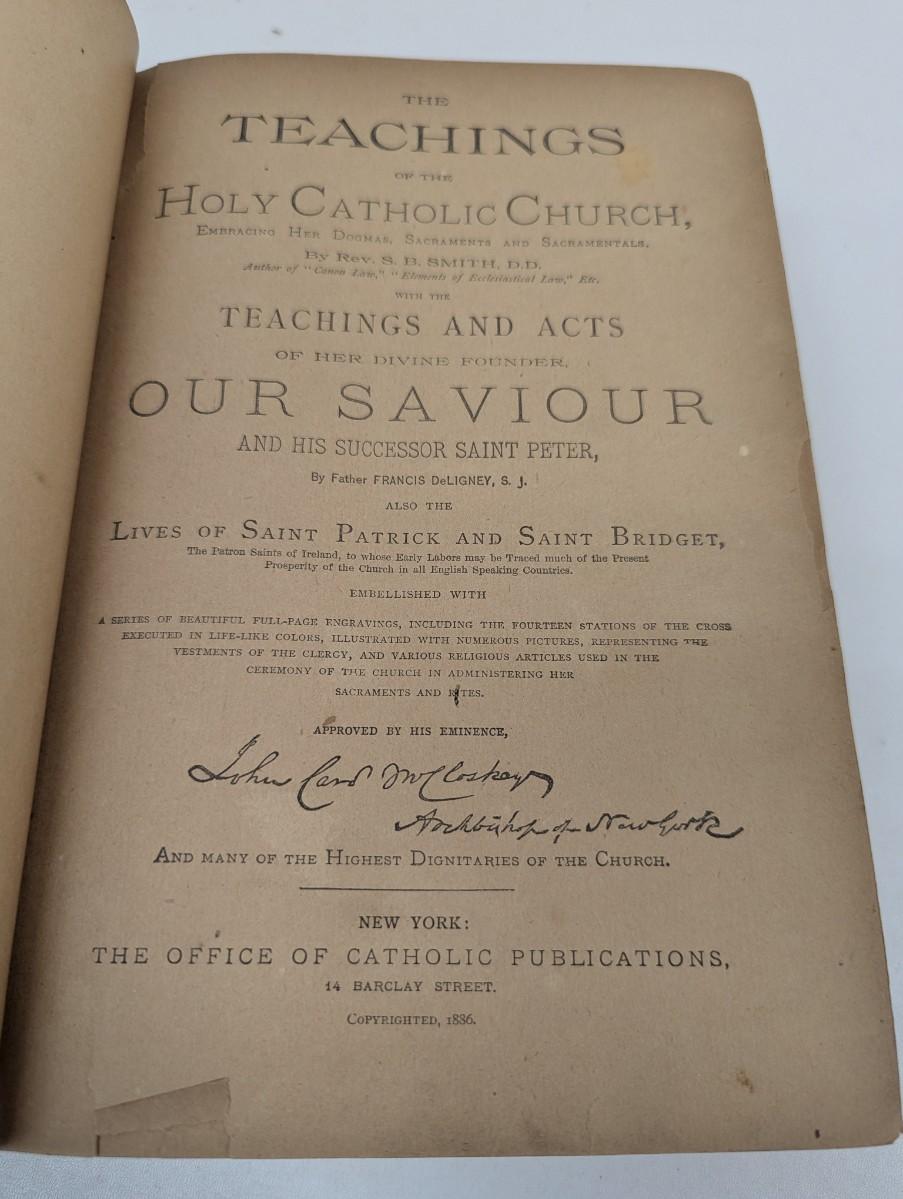 THE
TEACHINGS
OF THE
HOLY CATHOLIC CHURCH,
EMBRACING HER DOGMAS, SACRAMENTS AND SACRAMENTALS.
By Rev. S. B. SMITH, D.D.
Author of "Canon Law," "Elements of Ecclesiastical Law," Etc.
WITH THE
TEACHINGS AND ACTS
OF HER DIVINE FOUNDER,
OUR SAVIOUR
AND HIS SUCCESSOR SAINT PETER,
By Father FRANCIS DeLIGNEY, S. J.
ALSO THE
LIVES OF SAINT PATRICK AND SAINT BRIDGET,
The Patron Saints of Ireland, to whose Early Labors may be Traced much of the Present
Prosperity of the Church in all English Speaking Countries.
EMBELLISHED WITH
A SERIES OF BEAUTIFUL FULL-PAGE ENGRAVINGS, INCLUDING THE FOURTEEN STATIONS OF THE CROSS
EXECUTED IN LIFE-LIKE COLORS, ILLUSTRATED WITH NUMEROUS PICTURES, REPRESENTING THE
VESTMENTS OF THE CLERGY, AND VARIOUS RELIGIOUS ARTICLES USED IN THE
CEREMONY OF THE CHURCH IN ADMINISTERING HER
SACRAMENTS AND RITES.
APPROVED BY HIS EMINENCE,
John Card McCloskey
Archbishop of New York
AND MANY OF THE HIGHEST DIGNITARIES OF THE CHURCH.
NEW YORK:
THE OFFICE OF CATHOLIC PUBLICATIONS,
14 BARCLAY STREET.
COPYRIGHTED, 1886.